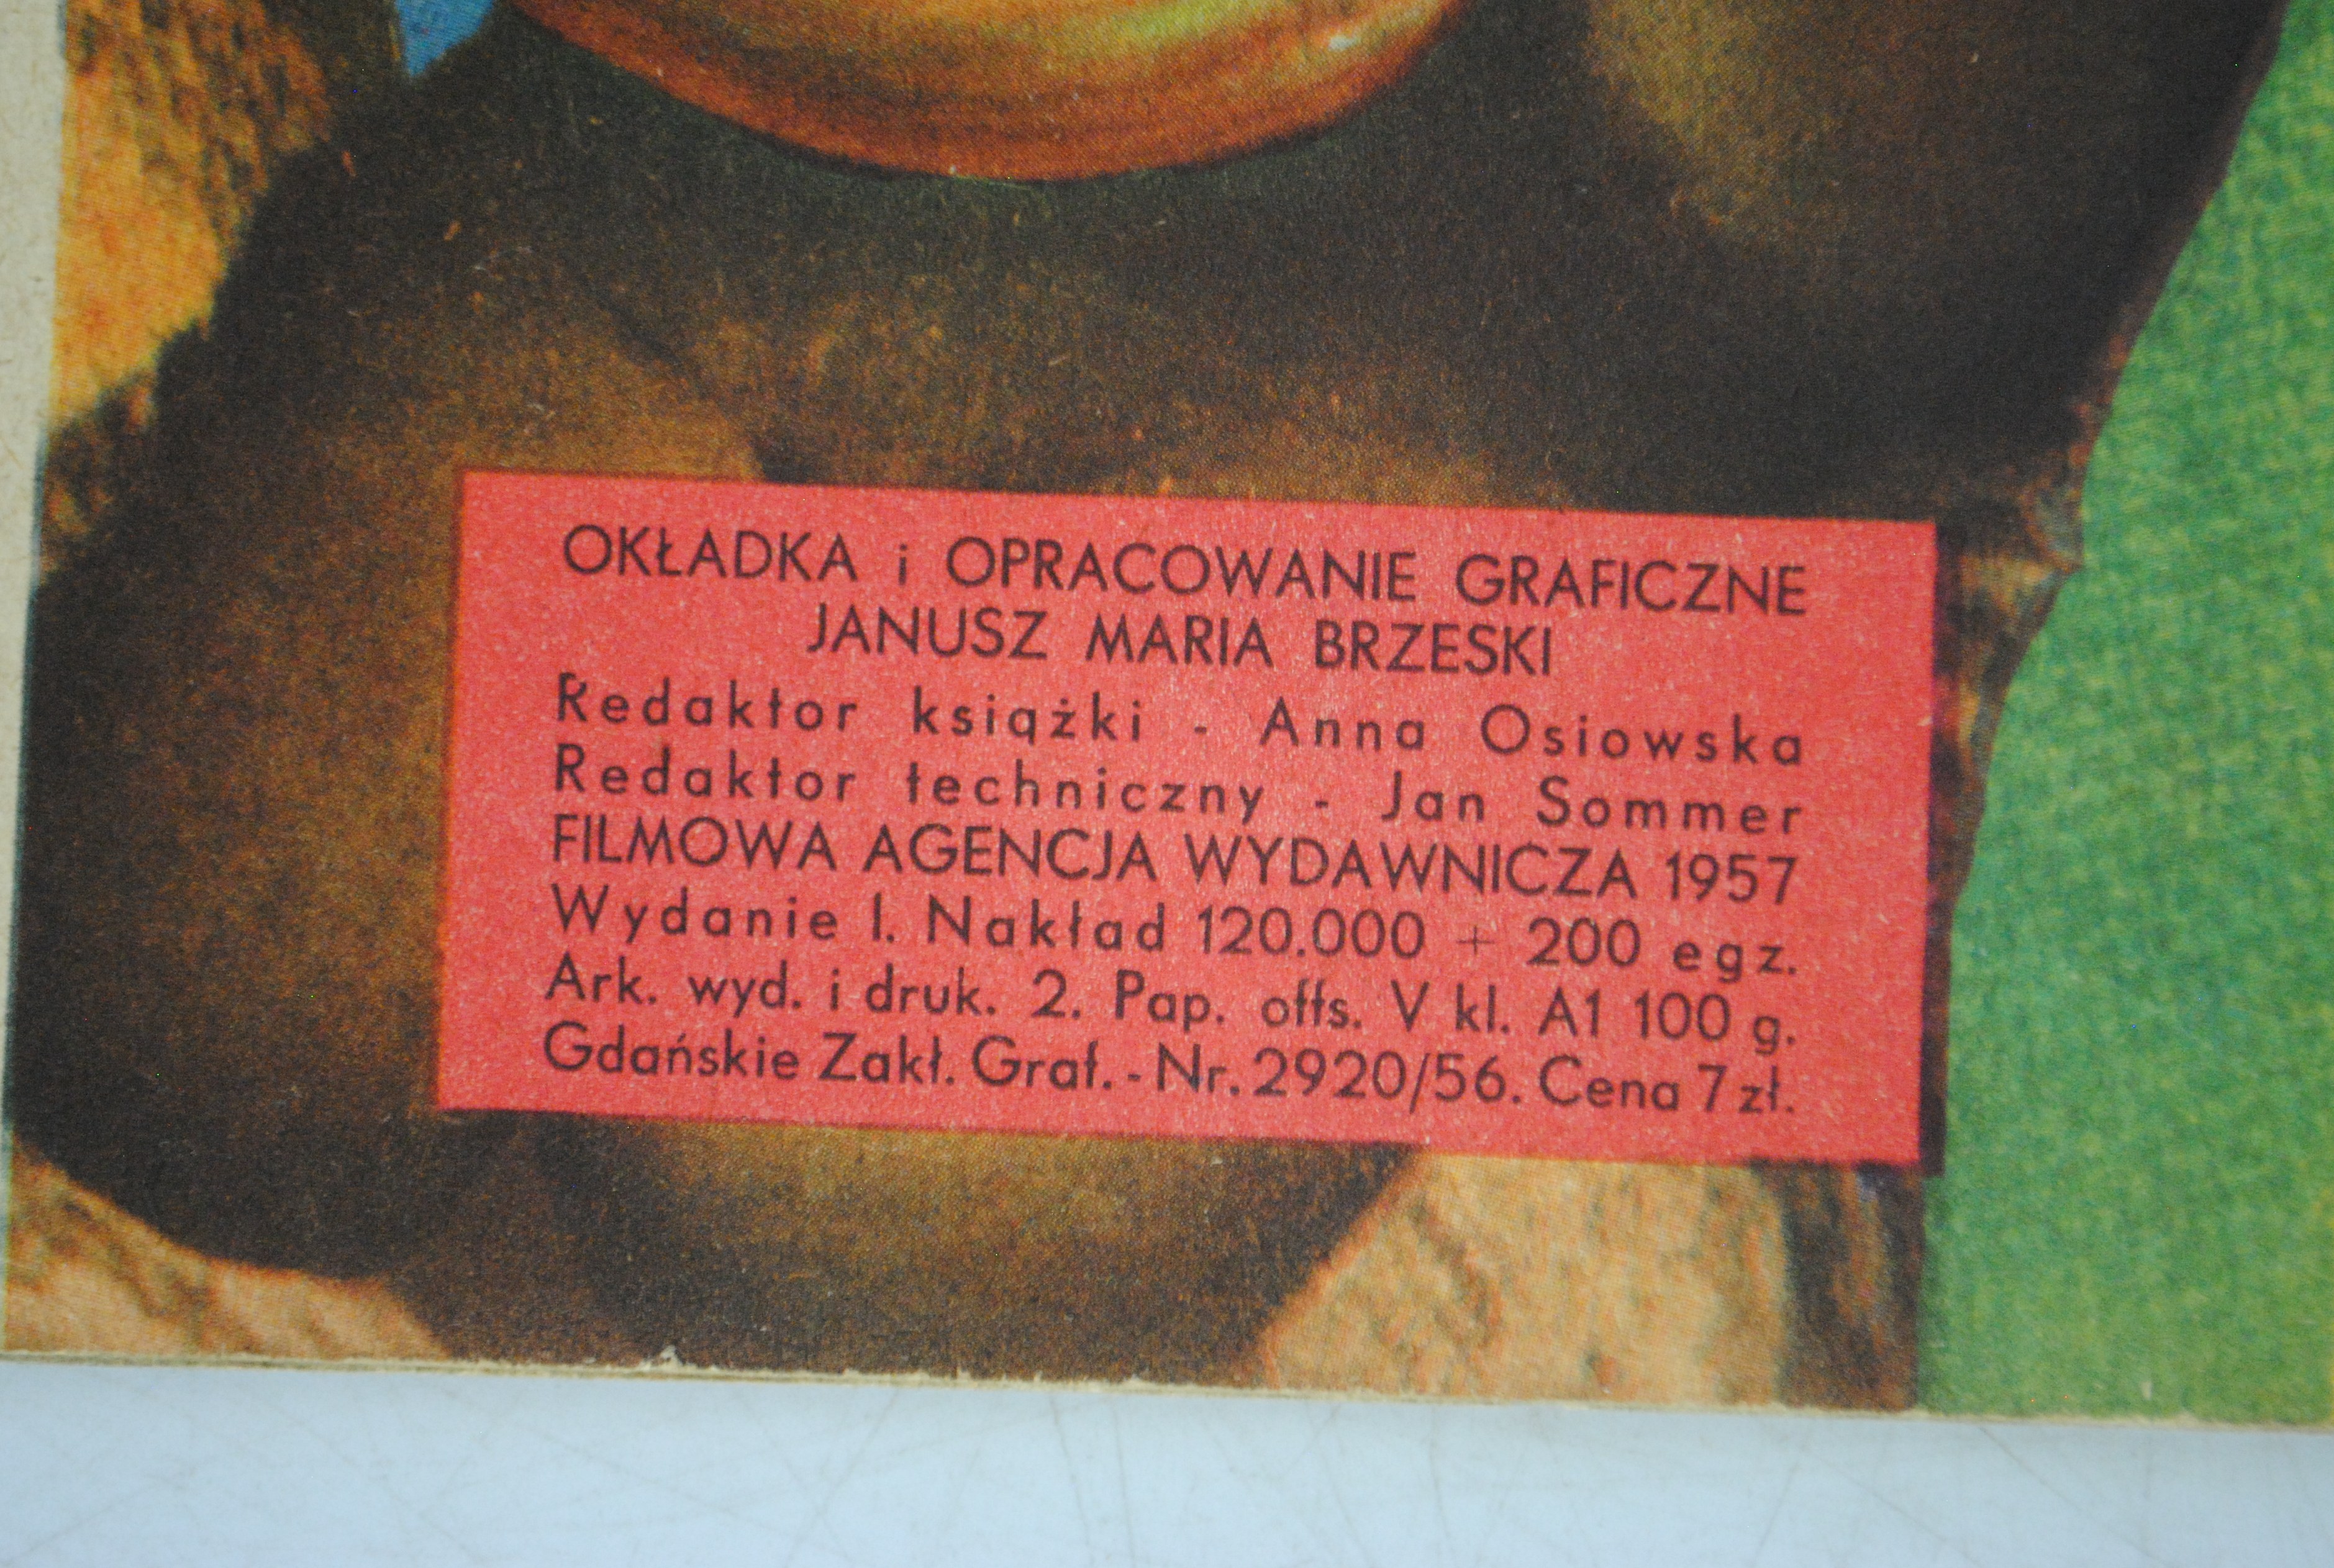 OKŁADKA i OPRACOWANIE GRAFICZNE
JANUSZ MARIA BRZESKI
Redaktor książki - Anna Osiowska
Redaktor techniczny - Jan Sommer
FILMOWA AGENCJA WYDAWNICZA 1957
Wydanie I. Nakład 120.000 + 200 egz.
Ark. wyd. i druk. 2. Pap. offs. V kl. A1 100 g.
Gdańskie Zakł. Graf. - Nr. 2920/56. Cena 7 zł.